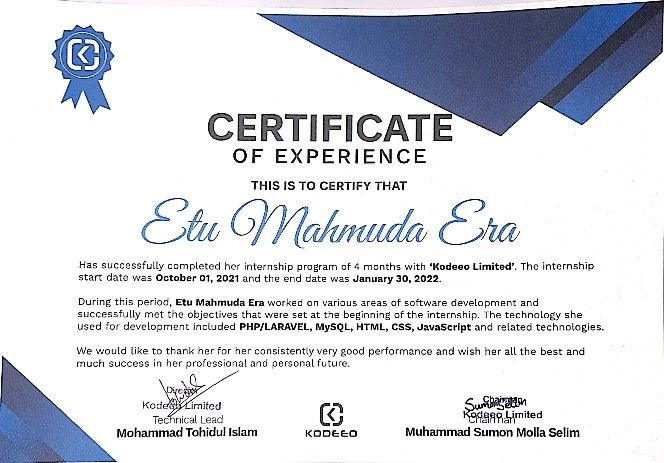 CERTIFICATE
OF EXPERIENCE
THIS IS TO CERTIFY THAT
Etu Mahmuda Era
Has successfully completed her internship program of 4 months with 'Kodeeo Limited'. The internship
start date was October 01, 2021 and the end date was January 30, 2022.
During this period, Etu Mahmuda Era worked on various areas of software development and
successfully met the objectives that were set at the beginning of the internship. The technology she
used for development included PHP/LARAVEL, MySQL, HTML, CSS, JavaScript and related technologies.
We would like to thank her for her consistently very good performance and wish her all the best and
much success in her professional and personal future.
Director
Kodeeo Limited
Technical Lead
Mohammad Tohidul Islam
KODEEO
Chairman
Sumon Selim
Kodeeo Limited
Chairman
Muhammad Sumon Molla Selim